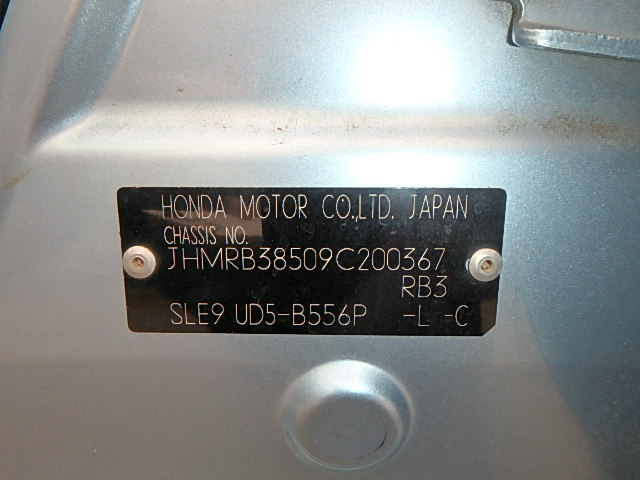 HONDA MOTOR CO.,LTD. JAPAN
CHASSIS NO.
JHMRB38509C200367
RB3
SLE9 UD5-B556P -L -C